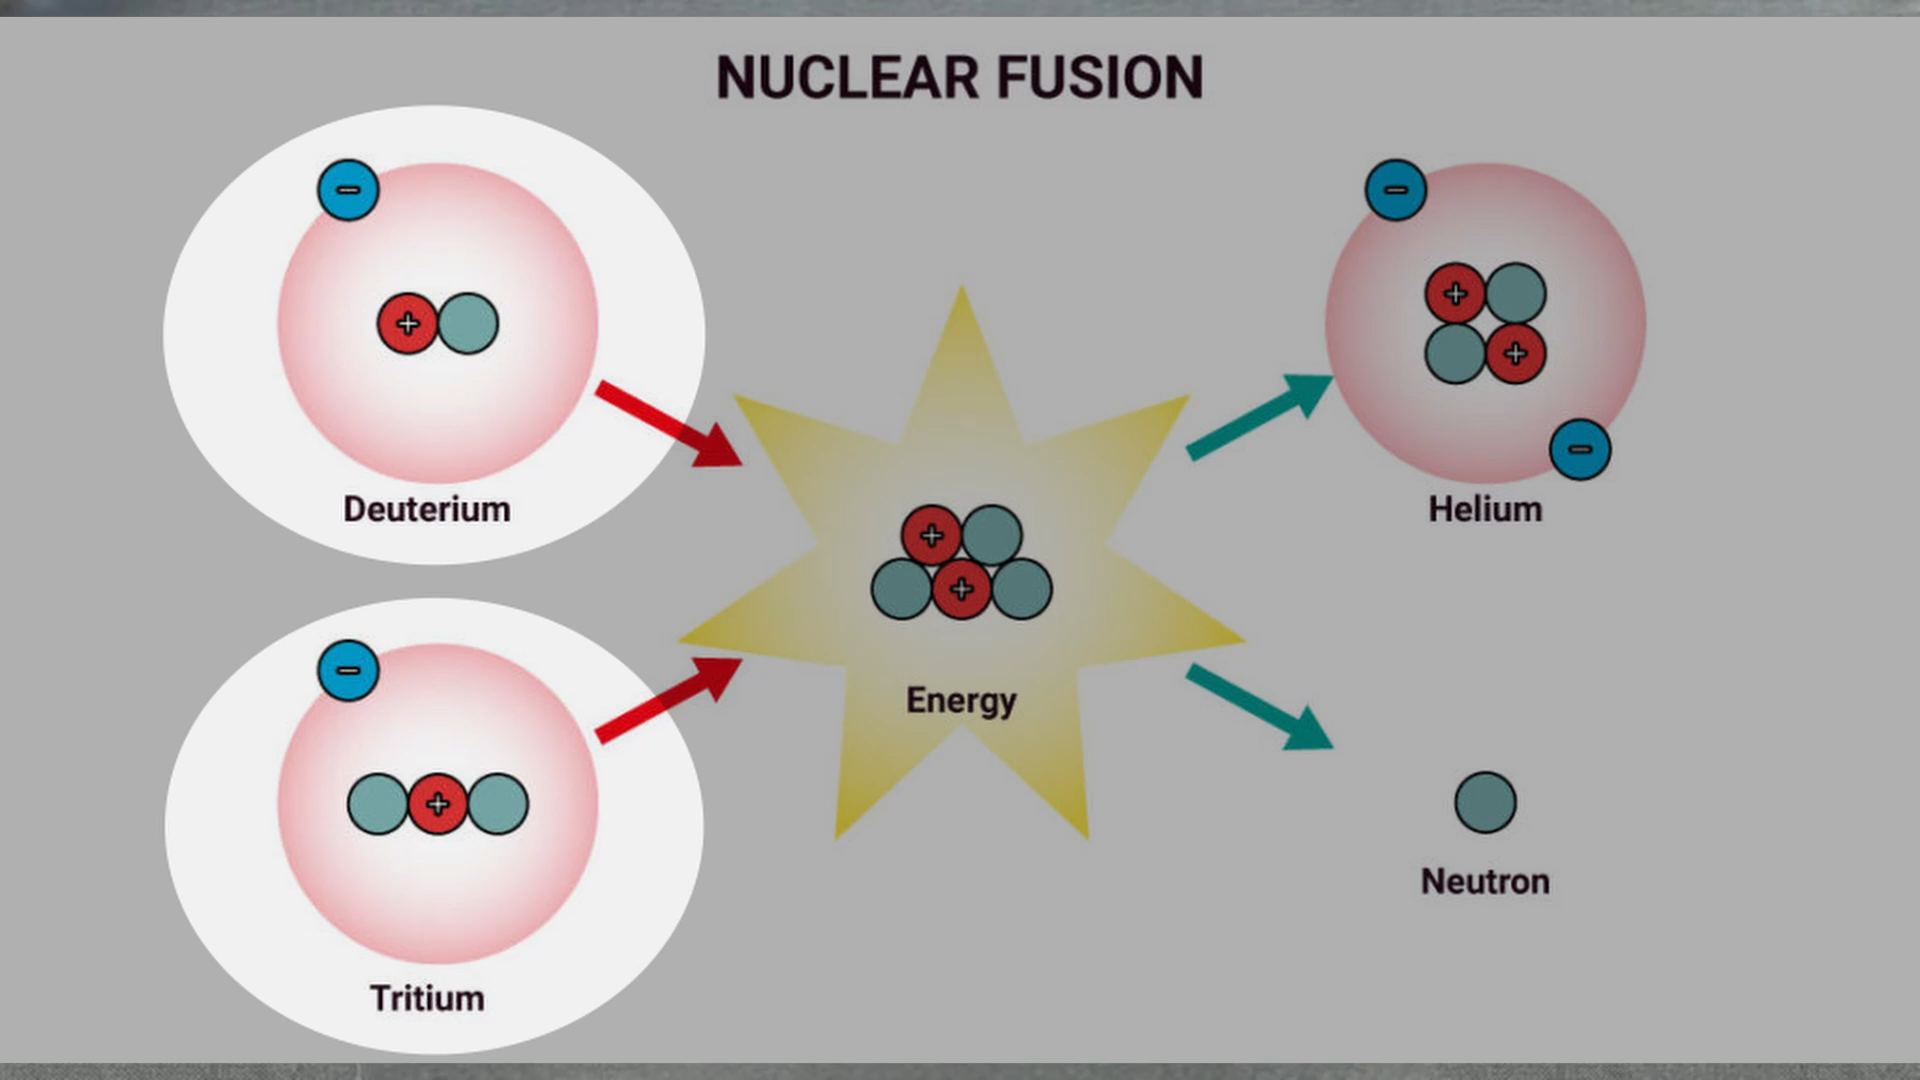 NUCLEAR FUSION
Deuterium
Helium
Energy
Neutron
Tritium